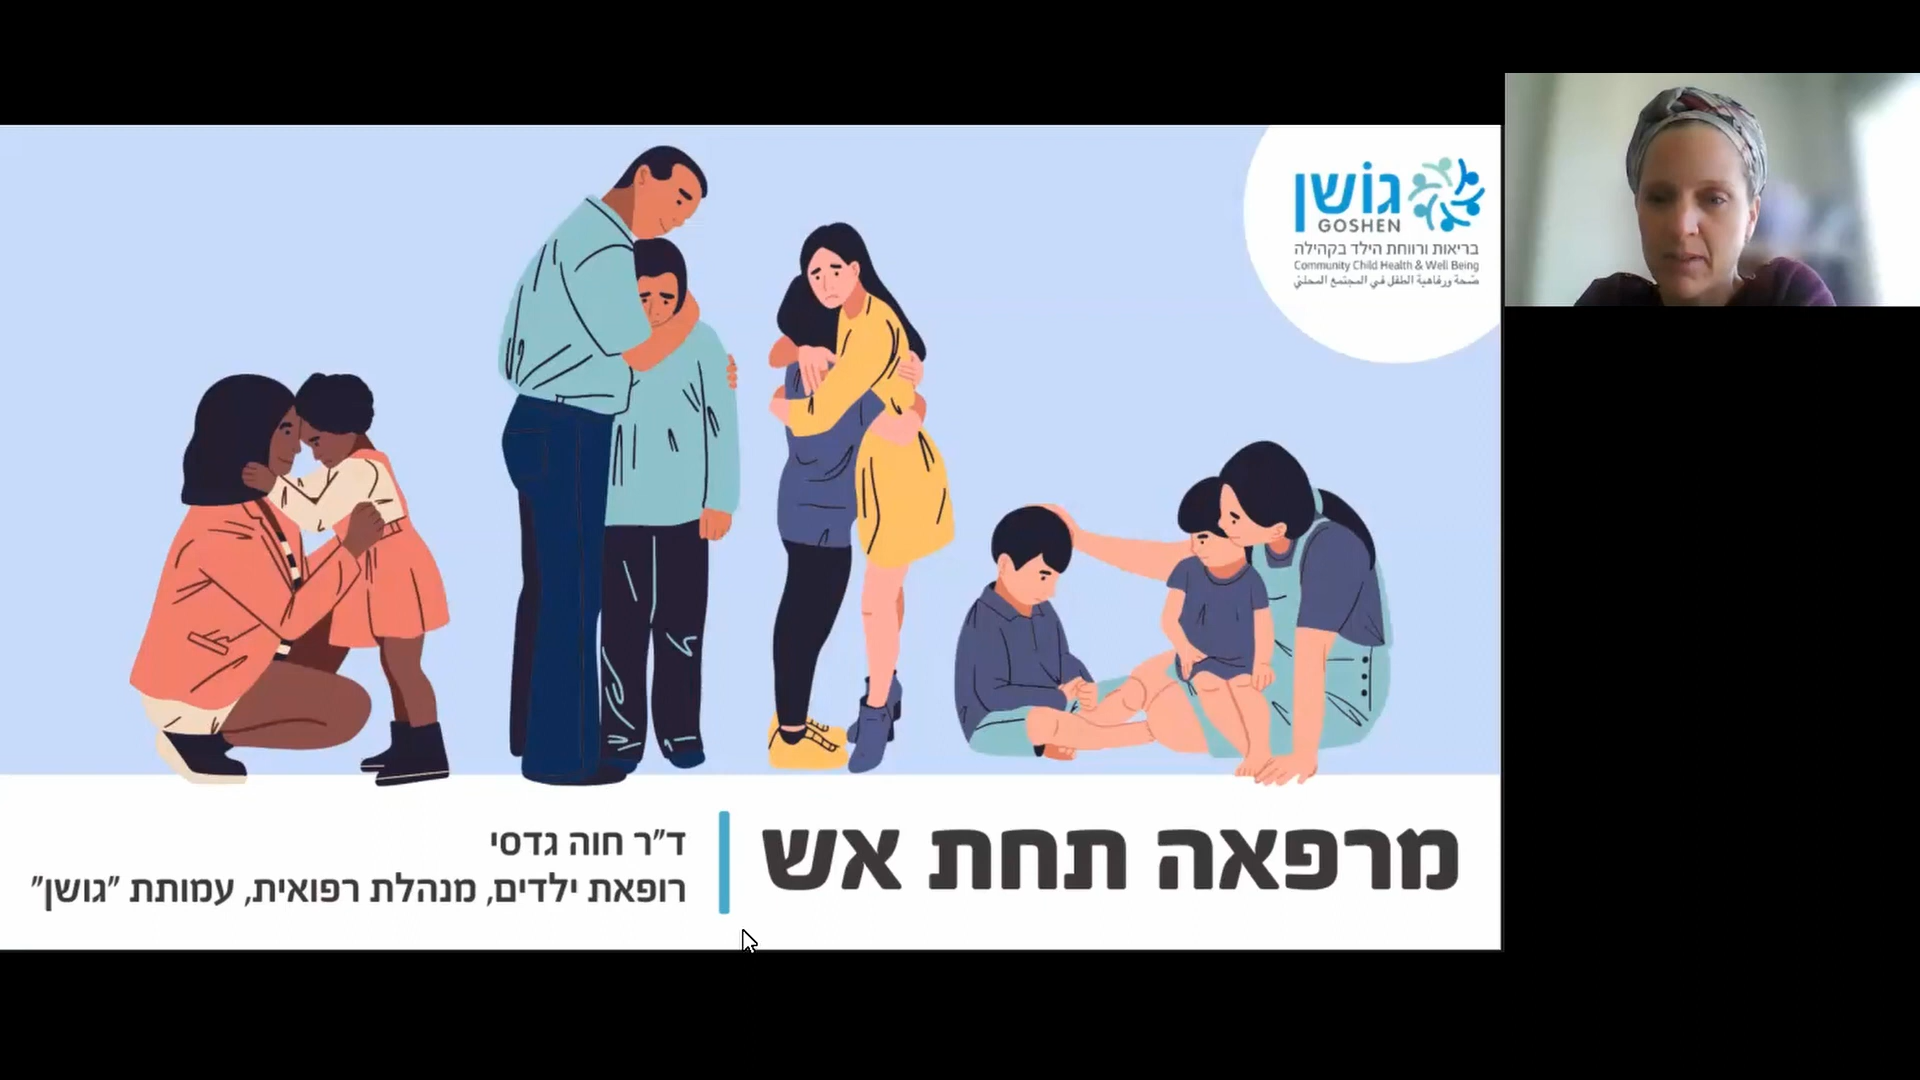 גושן
GOSHEN
בריאות ורווחת הילד בקהילה
Community Child Health & Well Being
صّحة ورفاهية الطفل في المجتمع المحلي
מרפאה תחת אש
ד"ר חוה גדסי
רופאת ילדים, מנהלת רפואית, עמותת "גושן"